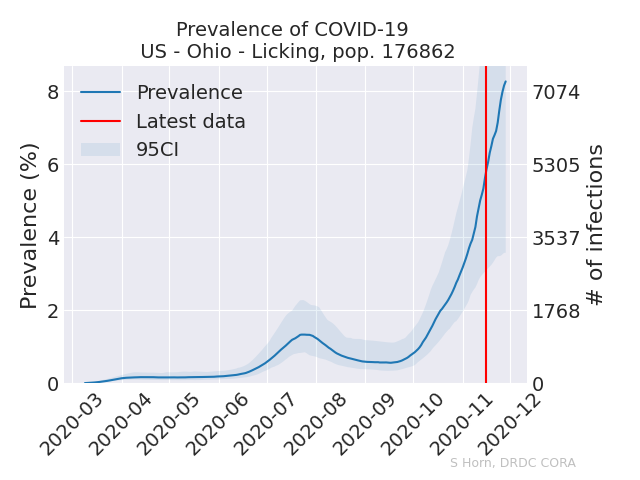 Prevalence of COVID-19
US - Ohio - Licking, pop. 176862
Prevalence
Latest data
95CI
Prevalence (%)
8
6
4
2
0
7074
5305
3537
1768
0
# of infections
2020-03
2020-04
2020-05
2020-06
2020-07
2020-08
2020-09
2020-10
2020-11
2020-12
S Horn, DRDC CORA